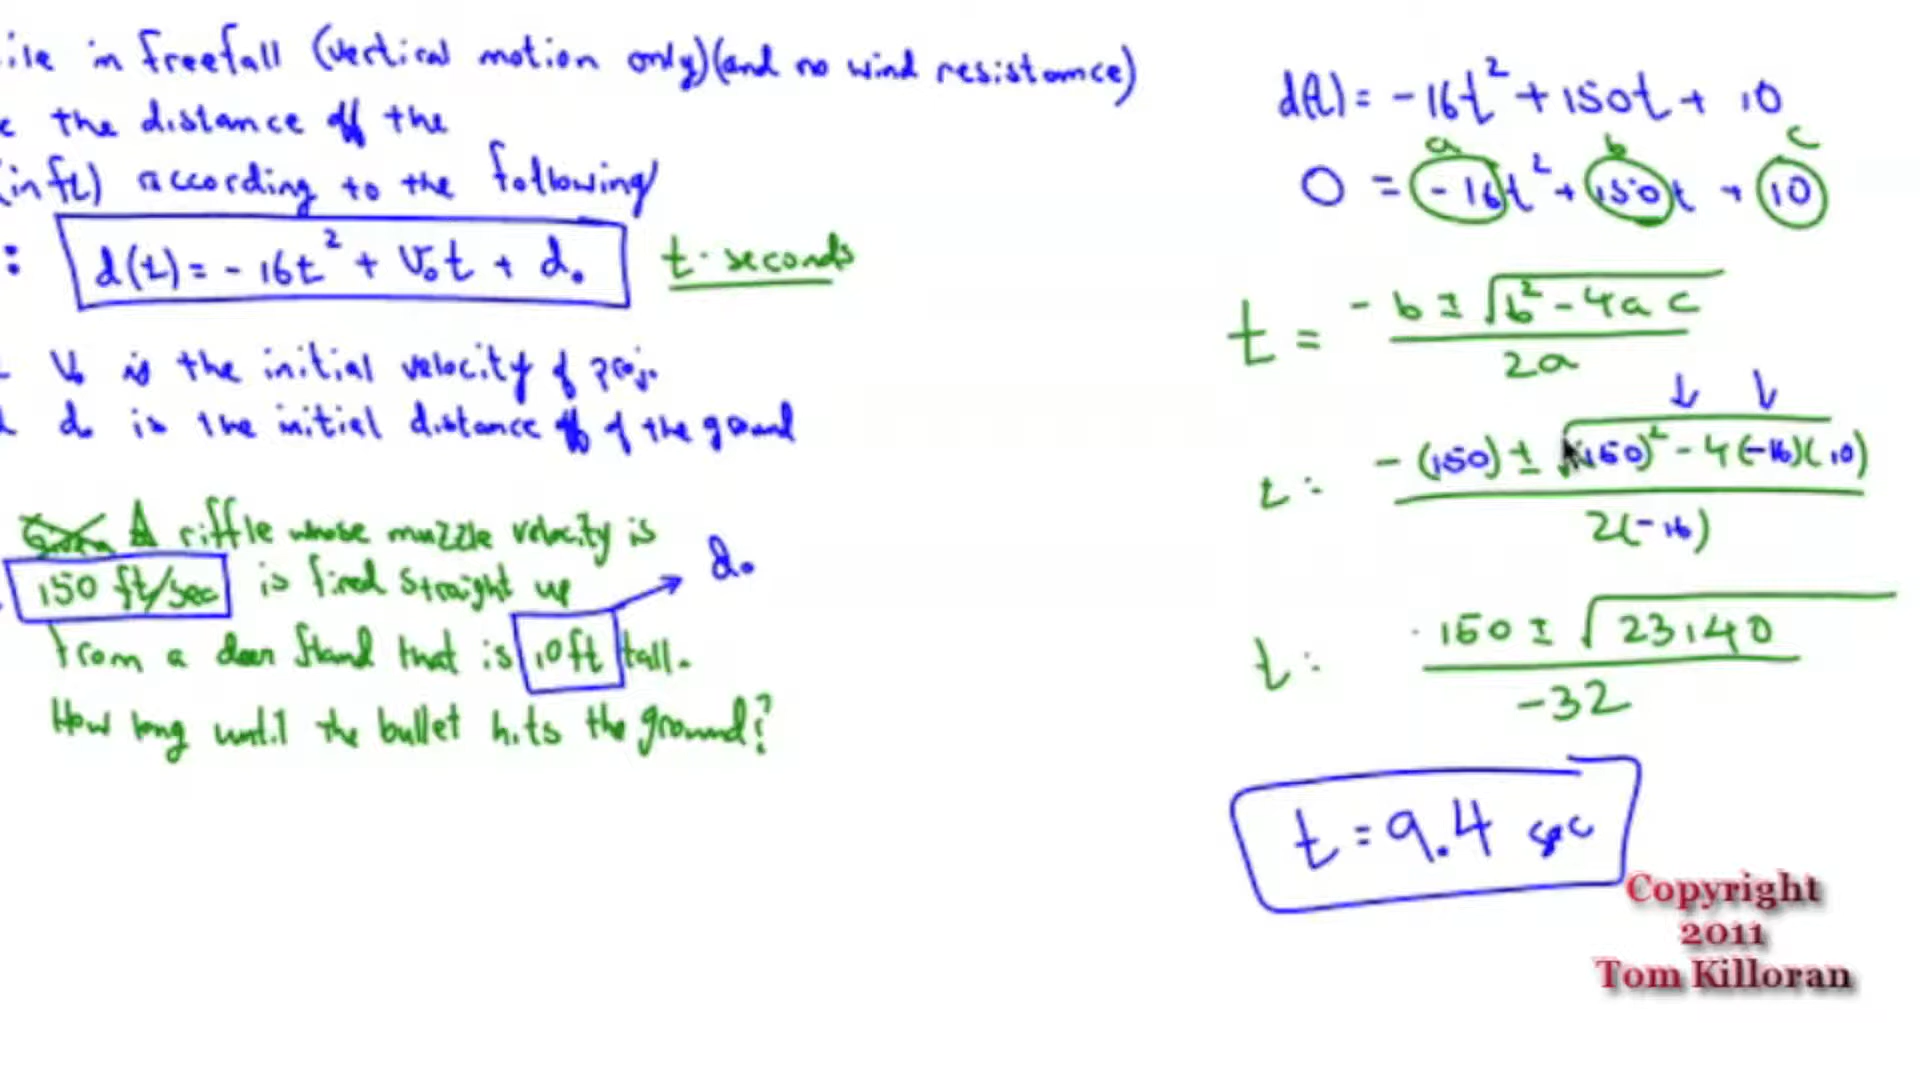 ile in freefall (vertical motion only)(and no wind resistance)
the distance off the
(in ft) according to the following
: d(t) = -16t² + V₀t + d₀ t - seconds
V₀ is the initial velocity of proj.
d₀ is the initial distance off of the ground
A riffle whose muzzle velocity is
150 ft/sec is fired straight up
from a deer stand that is 10ft tall.
d₀
How long until the bullet hits the ground?
d(t) = -16t² + 150t + 10
a b c
0 = -16t² + 150t + 10
t = -b ± √b² - 4ac / 2a
t = -(150) ± √(150)² - 4(-16)(10) / 2(-16)
t = -150 ± √23140 / -32
t = 9.4 sec
Copyright
2011
Tom Killoran